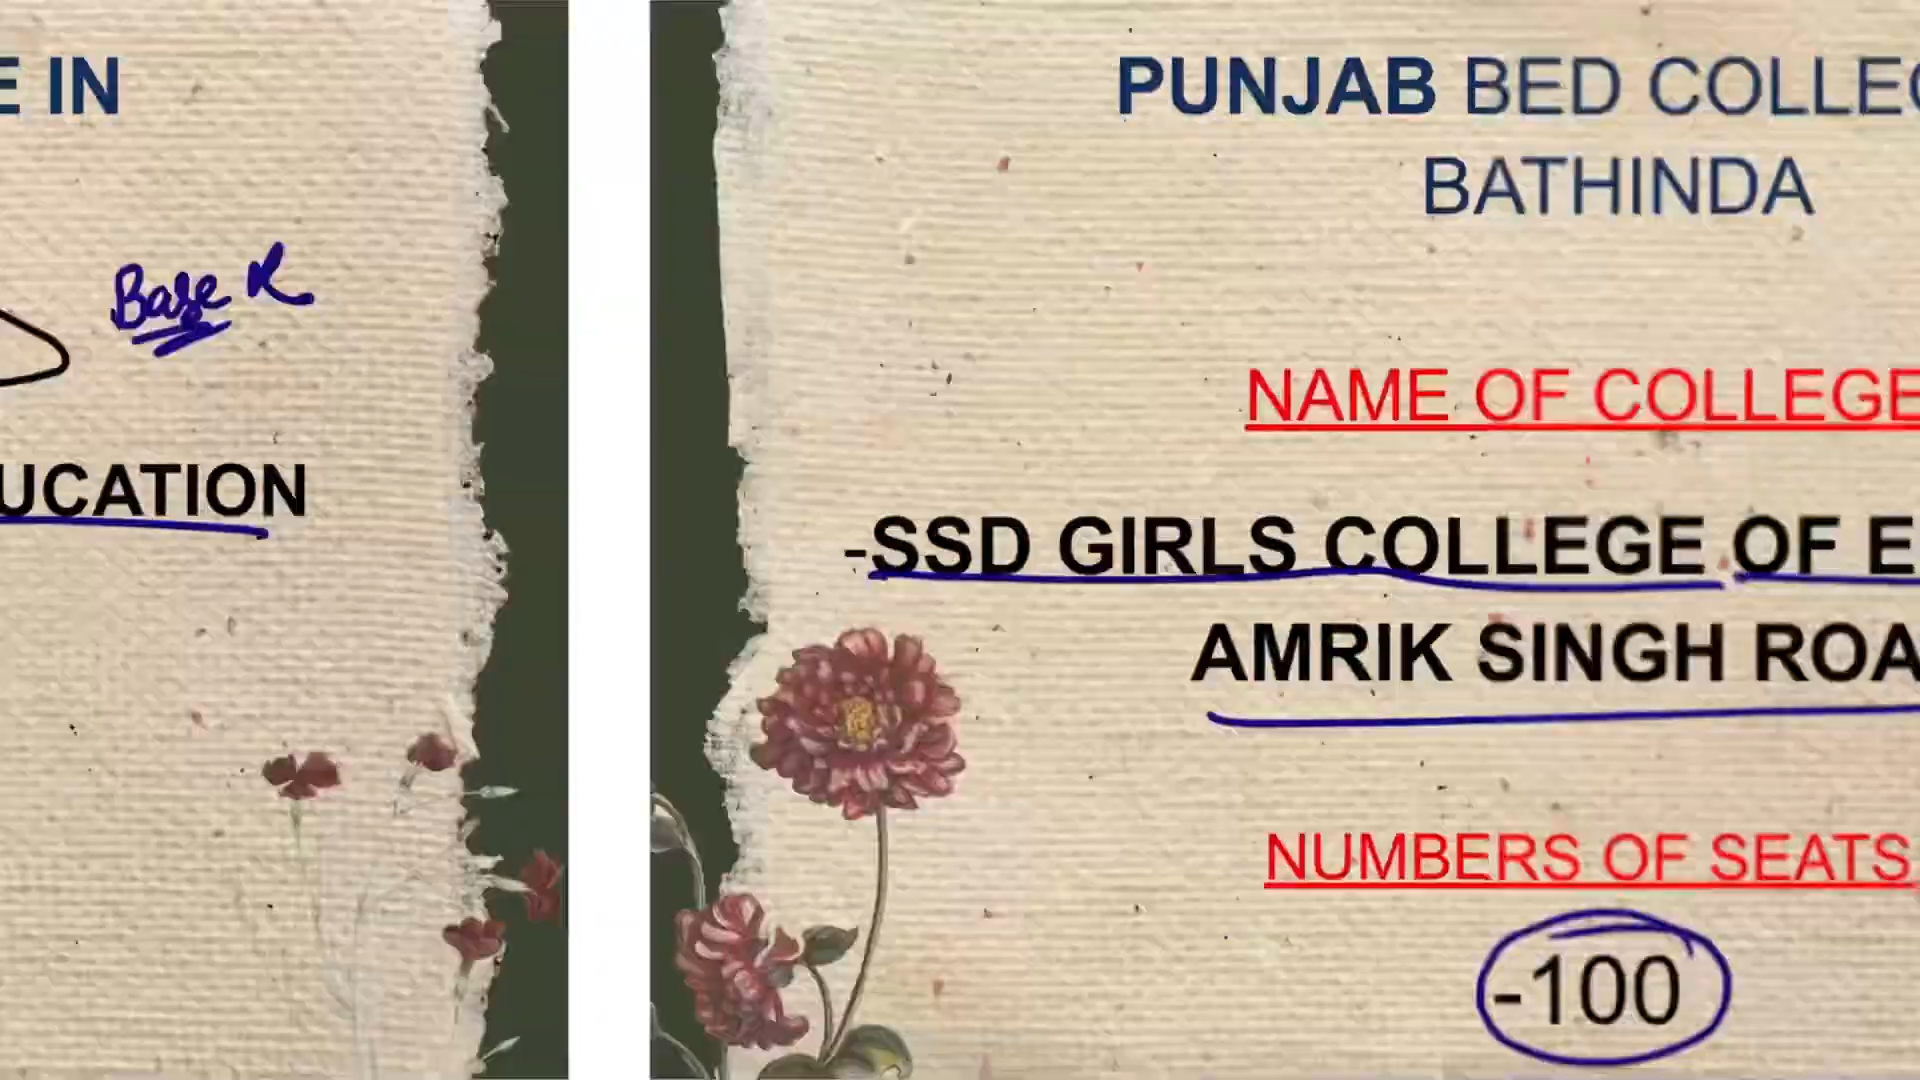 E IN
Base R
UCATION
PUNJAB BED COLLEG
BATHINDA
NAME OF COLLEGE
-SSD GIRLS COLLEGE OF E
AMRIK SINGH ROA
NUMBERS OF SEATS
-100